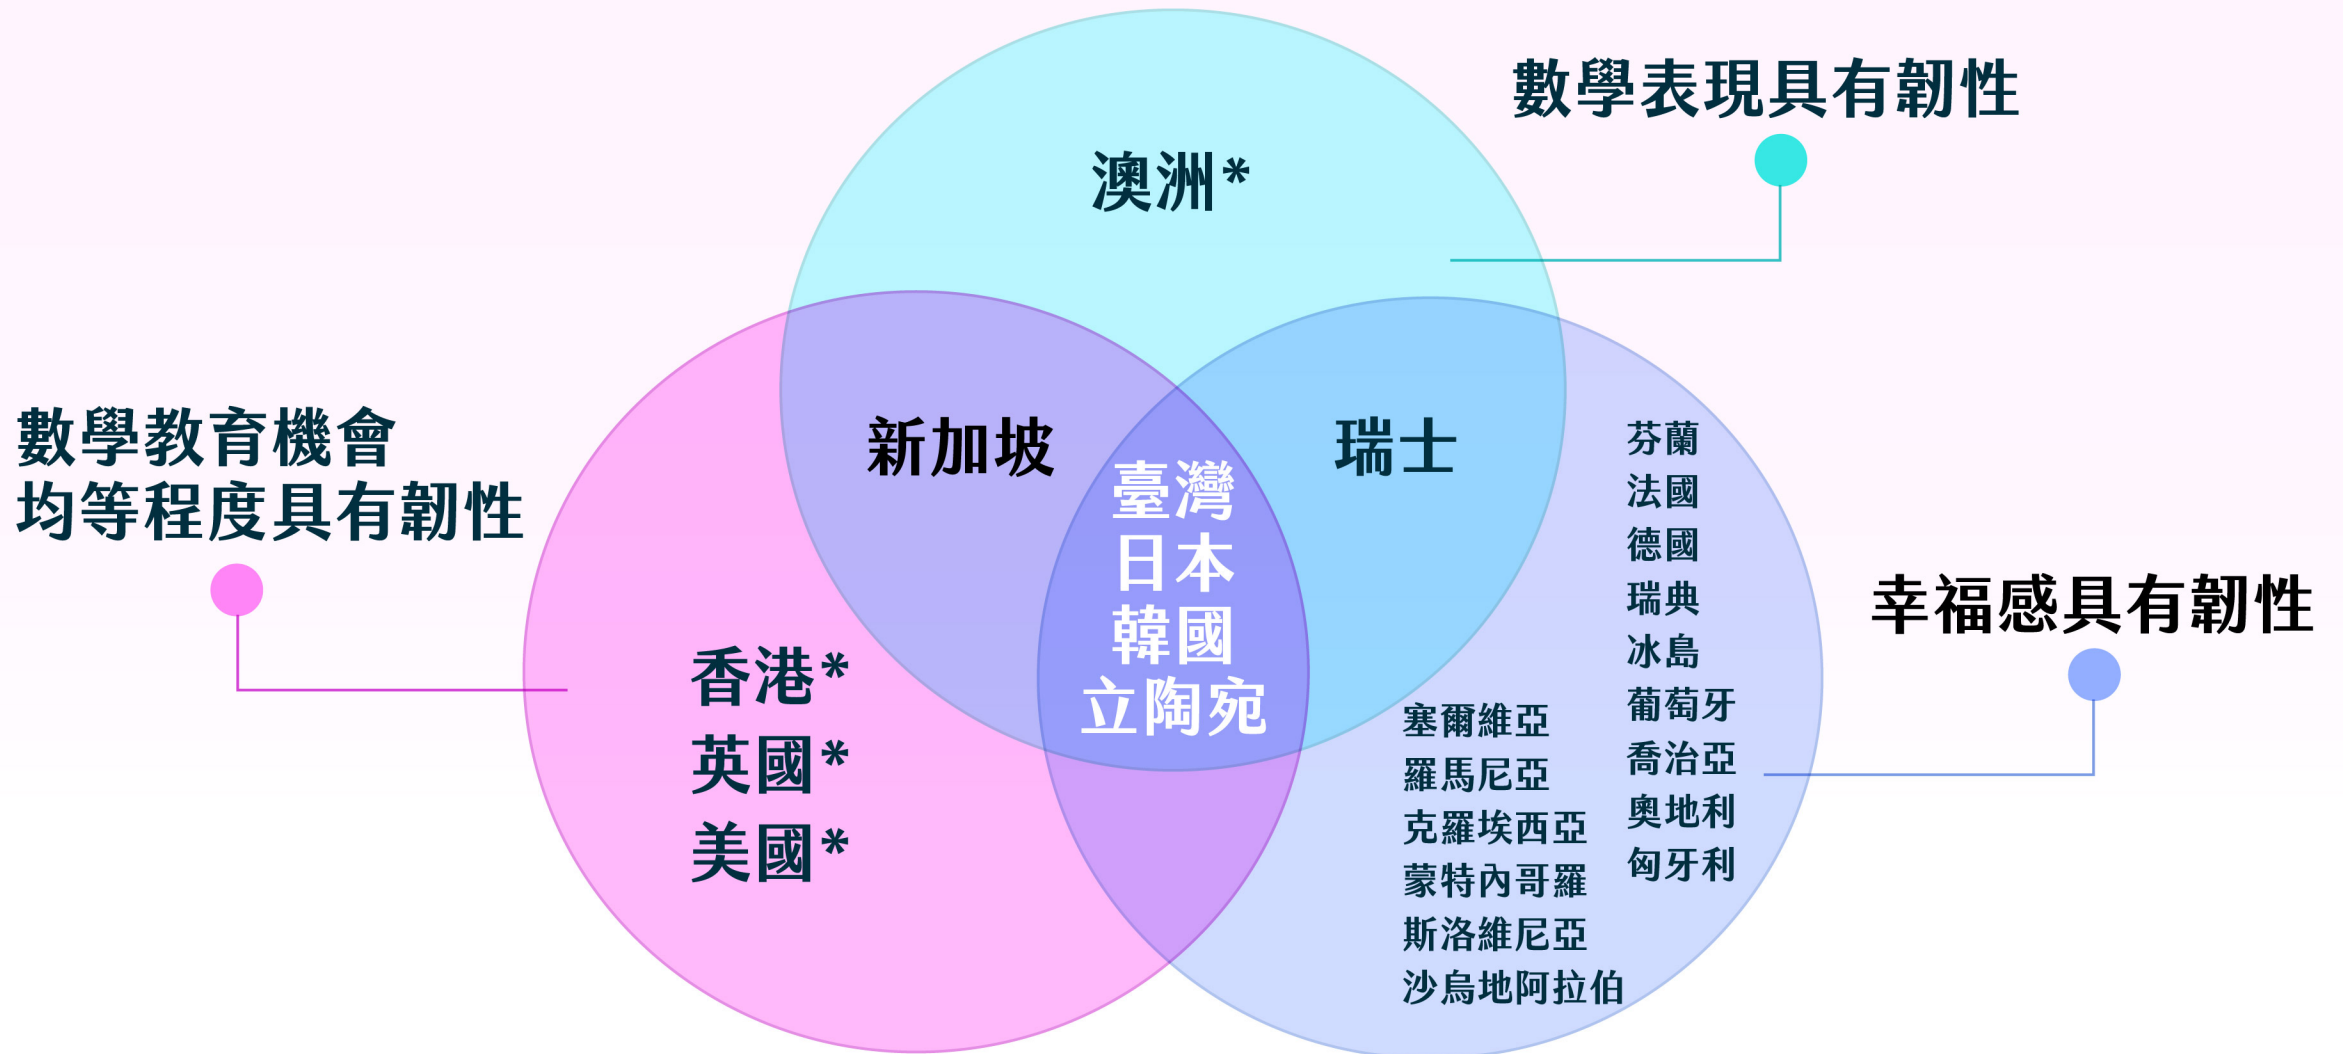 數學表現具有韌性
澳洲*
數學教育機會
均等程度具有韌性
新加坡
瑞士
臺灣
日本
韓國
立陶宛
香港*
英國*
美國*
幸福感具有韌性
芬蘭
法國
德國
瑞典
冰島
葡萄牙
喬治亞
奧地利
匈牙利
塞爾維亞
羅馬尼亞
克羅埃西亞
蒙特內哥羅
斯洛維尼亞
沙烏地阿拉伯